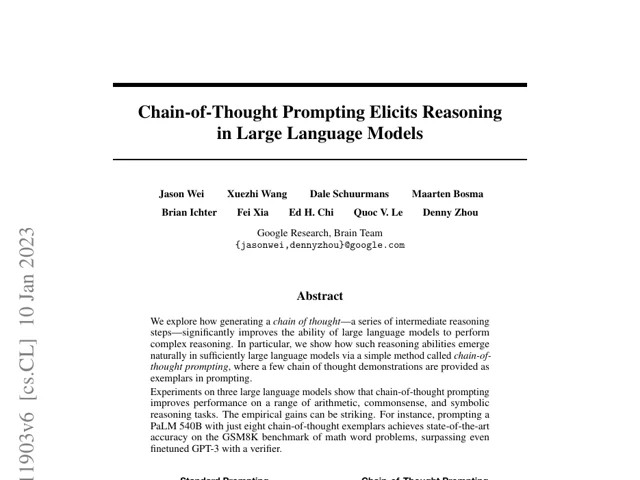 Chain-of-Thought Prompting Elicits Reasoning
in Large Language Models
Jason Wei Xuezhi Wang Dale Schuurmans Maarten Bosma
Brian Ichter Fei Xia Ed H. Chi Quoc V. Le Denny Zhou
Google Research, Brain Team
{jasonwei,dennyzhou}@google.com
Abstract
We explore how generating a chain of thought—a series of intermediate reasoning
steps—significantly improves the ability of large language models to perform
complex reasoning. In particular, we show how such reasoning abilities emerge
naturally in sufficiently large language models via a simple method called chain-of-
thought prompting, where a few chain of thought demonstrations are provided as
exemplars in prompting.
Experiments on three large language models show that chain-of-thought prompting
improves performance on a range of arithmetic, commonsense, and symbolic
reasoning tasks. The empirical gains can be striking. For instance, prompting a
PaLM 540B with just eight chain-of-thought exemplars achieves state-of-the-art
accuracy on the GSM8K benchmark of math word problems, surpassing even
finetuned GPT-3 with a verifier.
Standard Prompting Chain-of-Thought Prompting
1903v6 [cs.CL] 10 Jan 2023